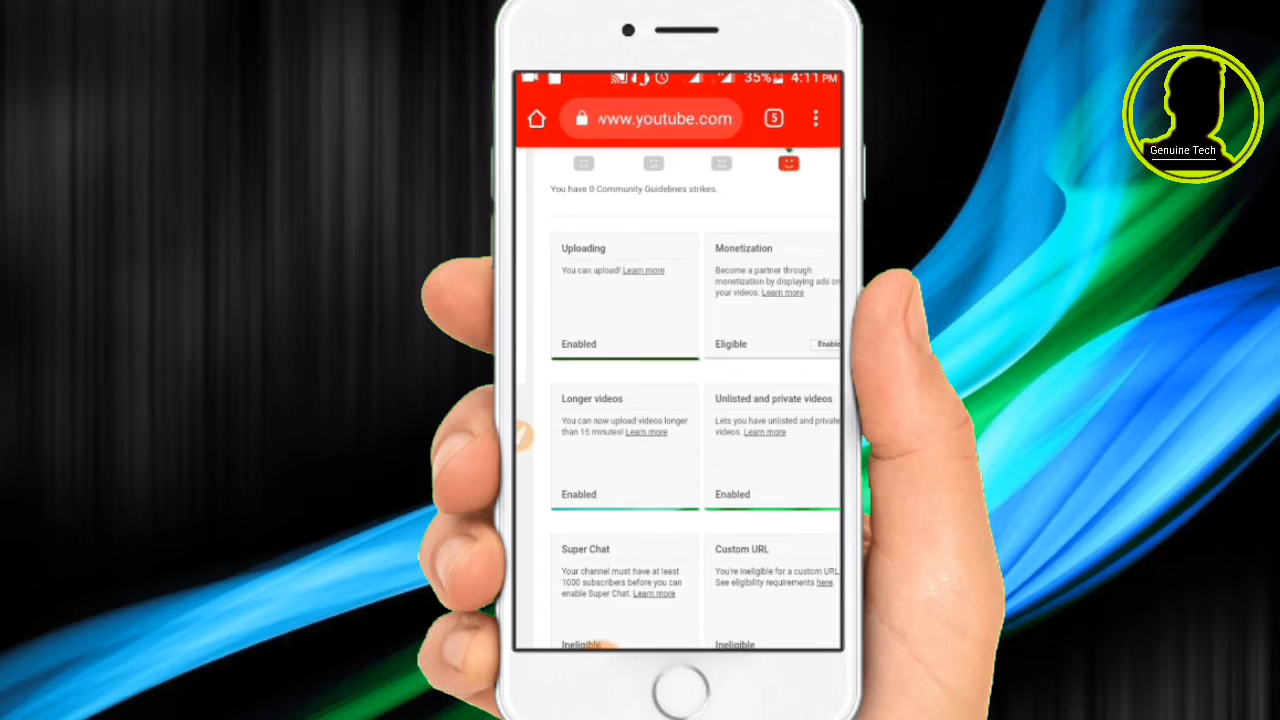 35% 4:11 PM
www.youtube.com
5
You have 0 Community Guidelines strikes.
Uploading
You can upload! Learn more
Enabled
Monetization
Become a partner through
monetization by displaying ads on
your videos. Learn more
Eligible
Enable
Longer videos
You can now upload videos longer
than 15 minutes! Learn more
Enabled
Unlisted and private videos
Lets you have unlisted and private
videos. Learn more
Enabled
Super Chat
Your channel must have at least
1000 subscribers before you can
enable Super Chat. Learn more
Ineligible
Custom URL
You're ineligible for a custom URL.
See eligibility requirements here.
Ineligible
Genuine Tech